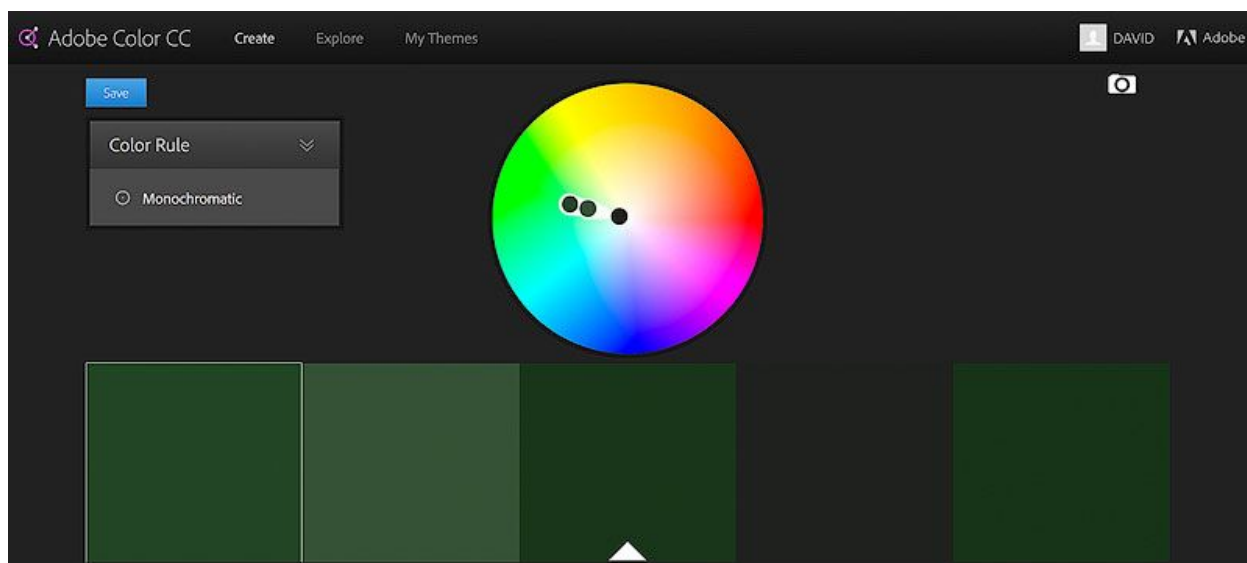 Adobe Color CC Create Explore My Themes DAVID Adobe
Save
Color Rule
Monochromatic